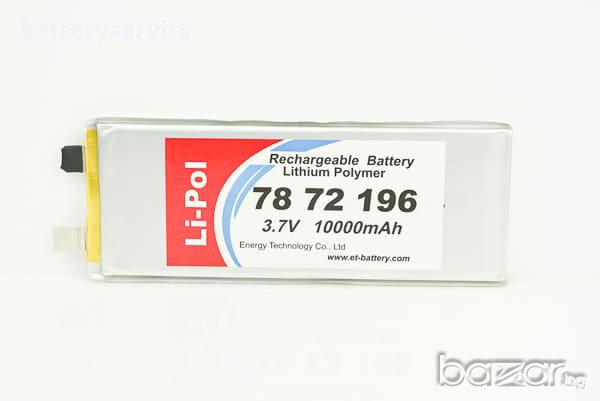 batteryservice
Li-Pol
Rechargeable Battery
Lithium Polymer
78 72 196
3.7V 10000mAh
Energy Technology Co., Ltd
www.et-battery.com
bazar.bg